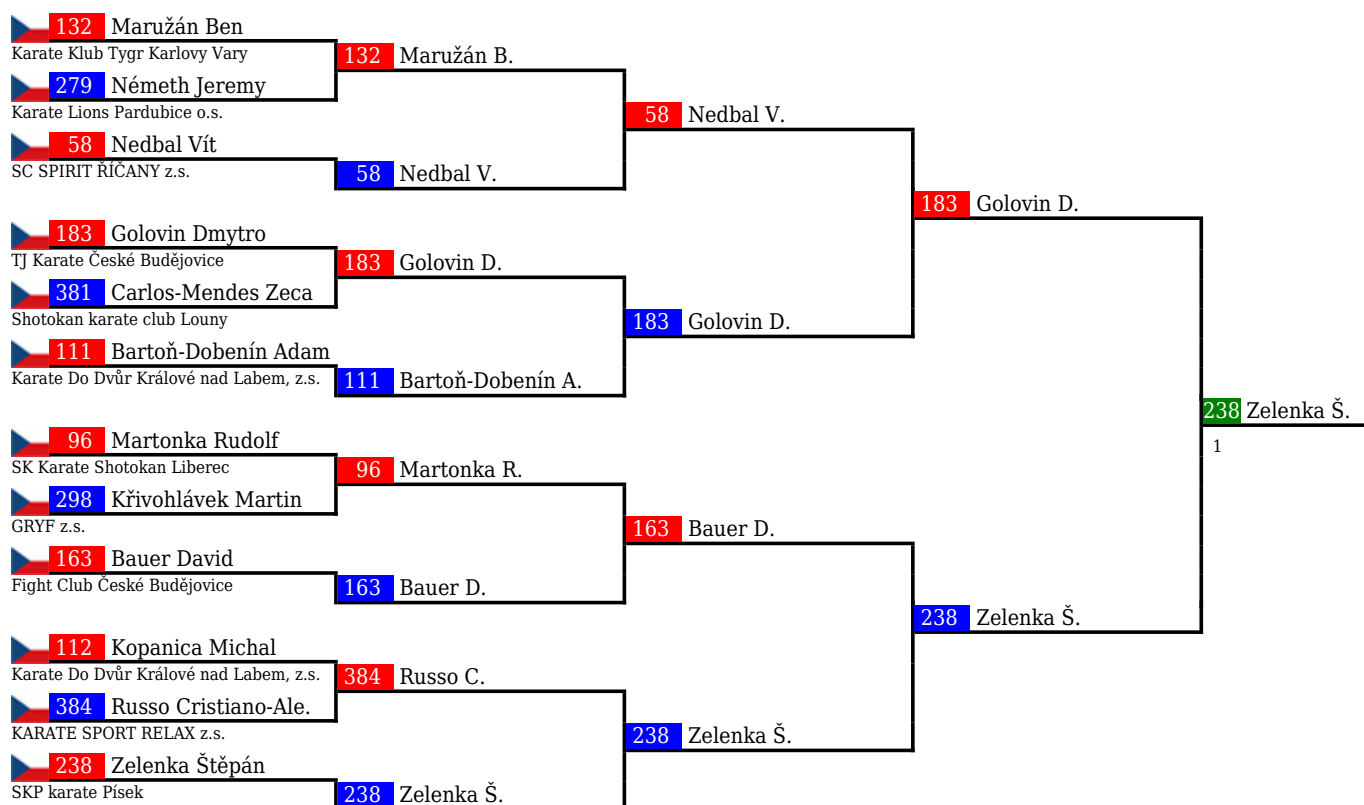 132 Maružán Ben
Karate Klub Tygr Karlovy Vary
132 Maružán B.
279 Németh Jeremy
Karate Lions Pardubice o.s.
58 Nedbal V.
58 Nedbal Vít
SC SPIRIT ŘÍČANY z.s.
58 Nedbal V.
183 Golovin D.
183 Golovin Dmytro
TJ Karate České Budějovice
183 Golovin D.
381 Carlos-Mendes Zeca
Shotokan karate club Louny
183 Golovin D.
111 Bartoň-Dobenín Adam
Karate Do Dvůr Králové nad Labem, z.s.
111 Bartoň-Dobenín A.
238 Zelenka Š.
1
96 Martonka Rudolf
SK Karate Shotokan Liberec
96 Martonka R.
298 Křivohlávek Martin
GRYF z.s.
163 Bauer D.
163 Bauer David
Fight Club České Budějovice
163 Bauer D.
238 Zelenka Š.
112 Kopanica Michal
Karate Do Dvůr Králové nad Labem, z.s.
384 Russo C.
384 Russo Cristiano-Ale.
KARATE SPORT RELAX z.s.
238 Zelenka Š.
238 Zelenka Štěpán
SKP karate Písek
238 Zelenka Š.